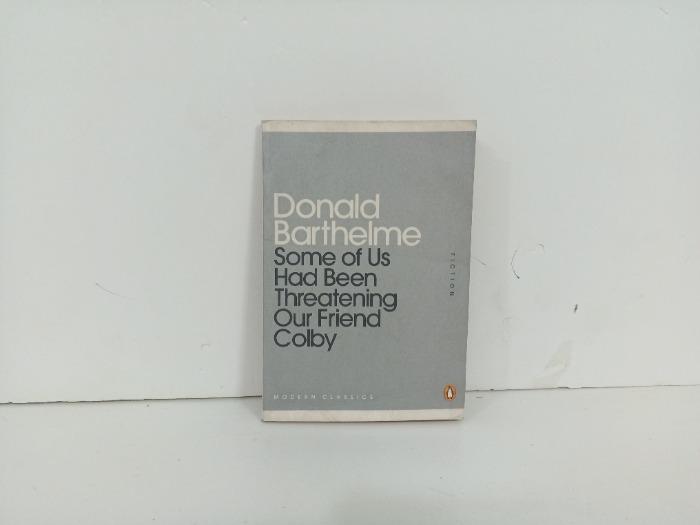 Donald
Barthelme
Some of Us
Had Been
Threatening
Our Friend
Colby
FICTION
MODERN CLASSICS